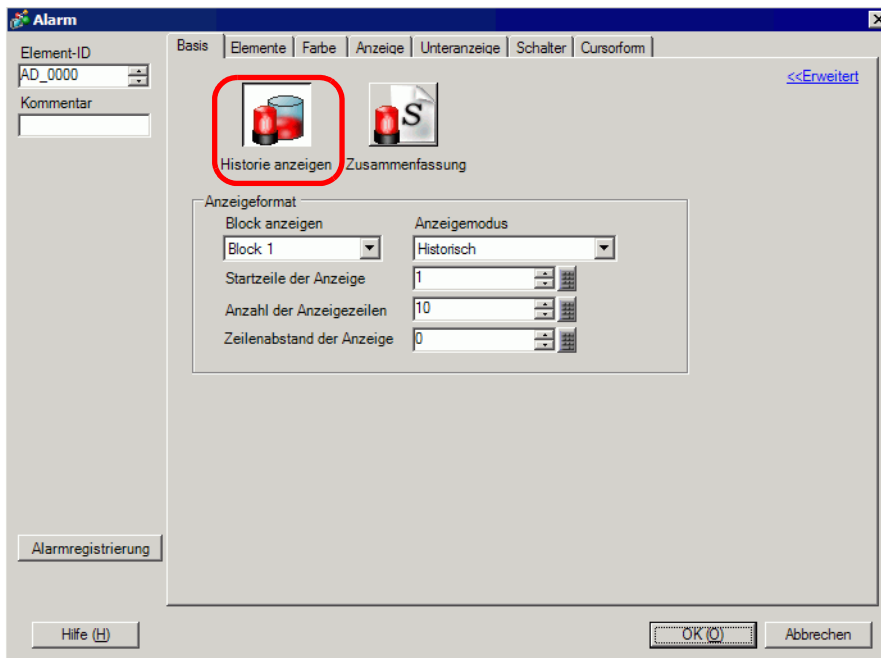 Alarm
Element-ID
AD_0000
Kommentar
Basis Elemente Farbe Anzeige Unteranzeige Schalter Cursorform
<<Erweitert
S
Historie anzeigen Zusammenfassung
Anzeigeformat
Block anzeigen Anzeigemodus
Block 1 Historisch
Startzeile der Anzeige 1
Anzahl der Anzeigezeilen 10
Zeilenabstand der Anzeige 0
Alarmregistrierung
Hilfe (H) OK (O) Abbrechen